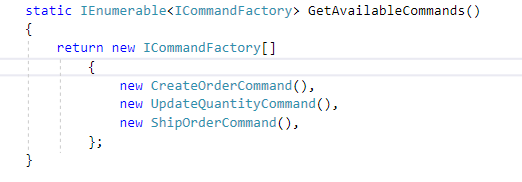 static IEnumerable<ICommandFactory> GetAvailableCommands()
{
return new ICommandFactory[]
{
new CreateOrderCommand(),
new UpdateQuantityCommand(),
new ShipOrderCommand(),
};
}